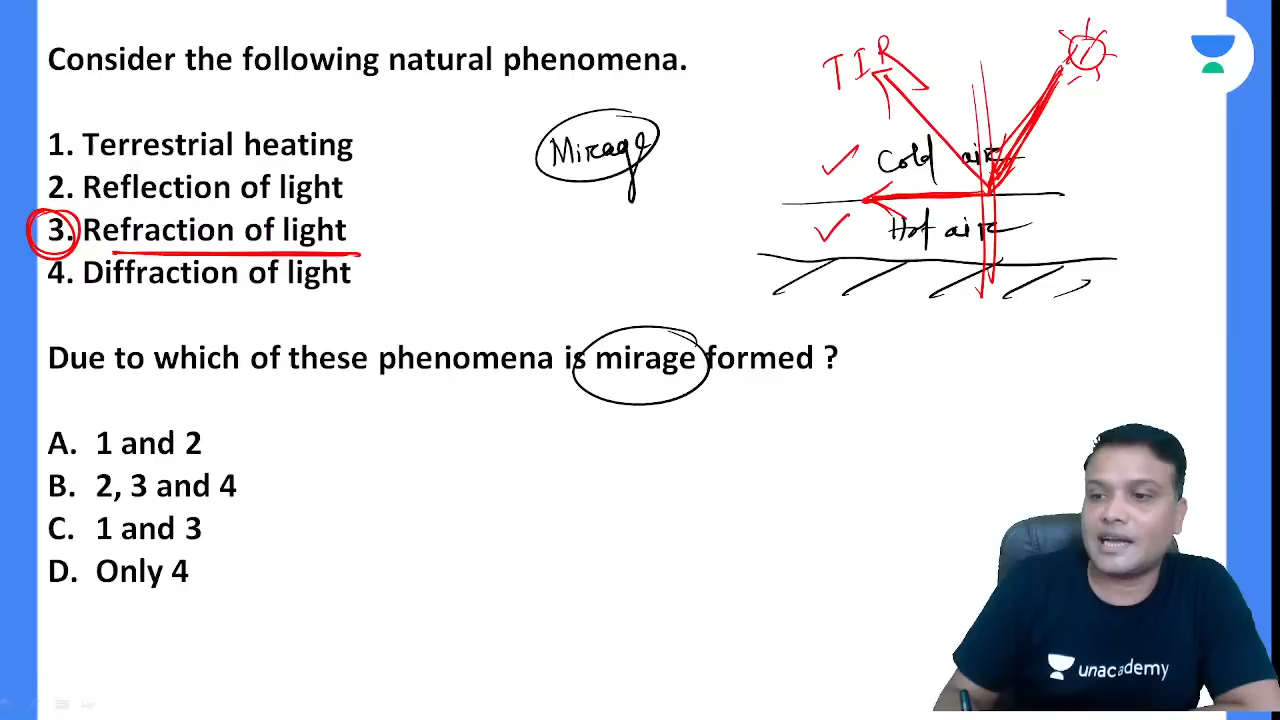 Consider the following natural phenomena.
TIR
Mirage
1. Terrestrial heating
2. Reflection of light
3. Refraction of light
4. Diffraction of light
Cold air
Hot air
Due to which of these phenomena is mirage formed ?
A. 1 and 2
B. 2, 3 and 4
C. 1 and 3
D. Only 4
unacademy